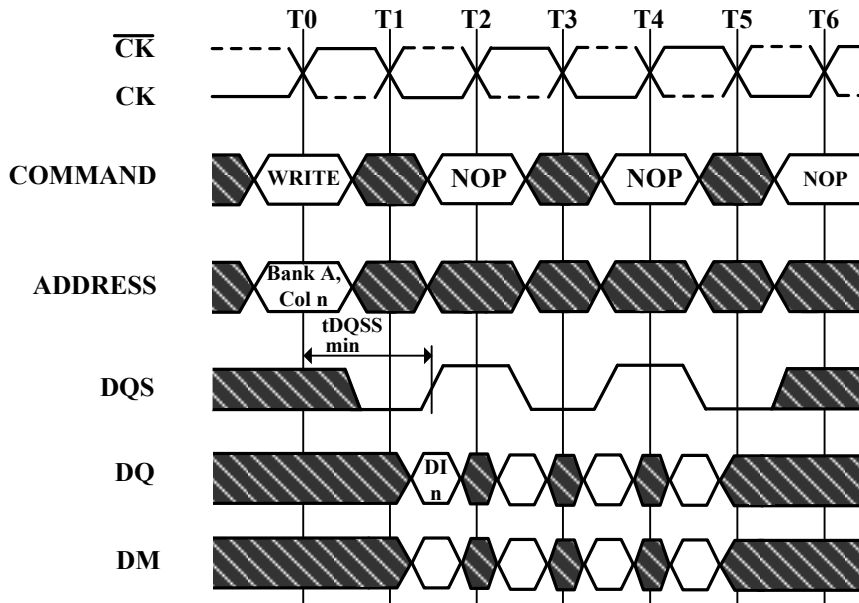 T0 T1 T2 T3 T4 T5 T6
CK
CK
COMMAND WRITE NOP NOP NOP
ADDRESS Bank A,
Col n
tDQSS
min
DQS
DQ DI
n
DM